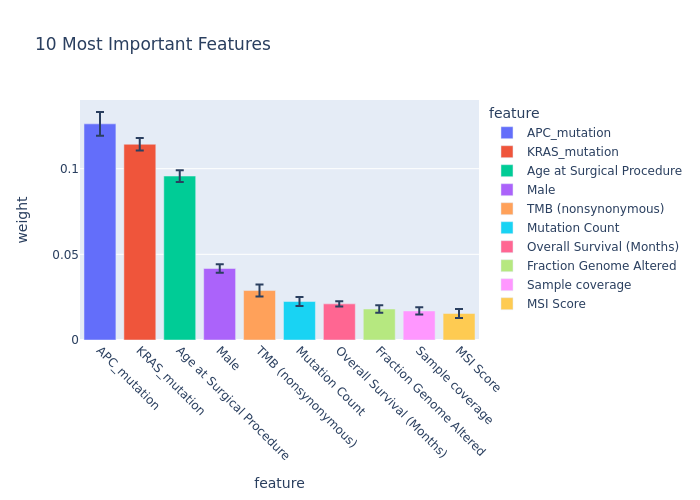 10 Most Important Features
feature
APC_mutation
KRAS_mutation
Age at Surgical Procedure
Male
TMB (nonsynonymous)
Mutation Count
Overall Survival (Months)
Fraction Genome Altered
Sample coverage
MSI Score
weight
0.1
0.05
0
APC_mutation
KRAS_mutation
Age at Surgical Procedure
Male
TMB (nonsynonymous)
Mutation Count
Overall Survival (Months)
Fraction Genome Altered
Sample coverage
MSI Score
feature